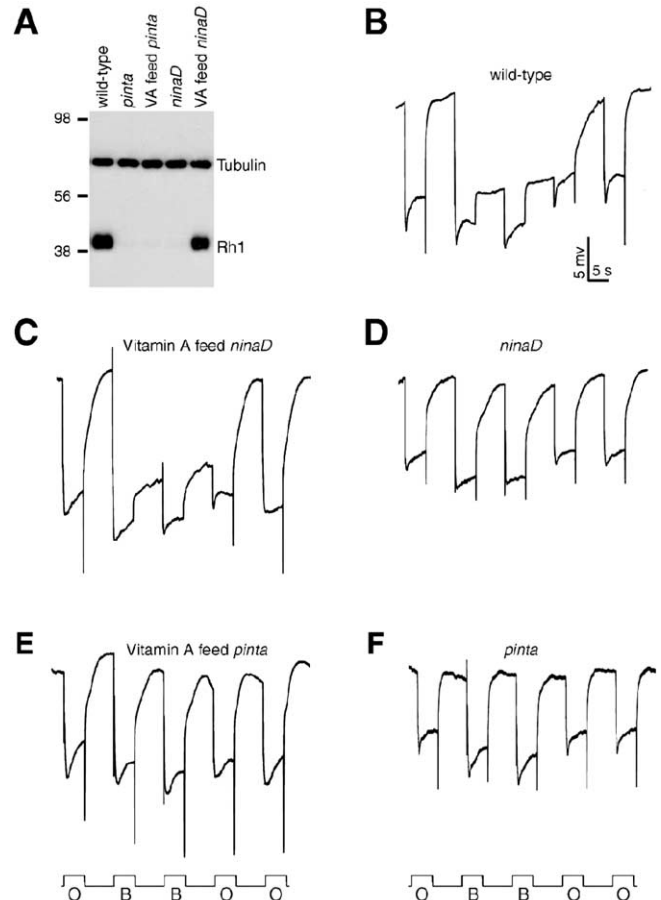 A
wild-type
pinta
VA feed pinta
ninaD
VA feed ninaD
98
56
38
Tubulin
Rh1
B
wild-type
5 mv
5 s
C
Vitamin A feed ninaD
D
ninaD
E
Vitamin A feed pinta
F
pinta
O B B O O
O B B O O